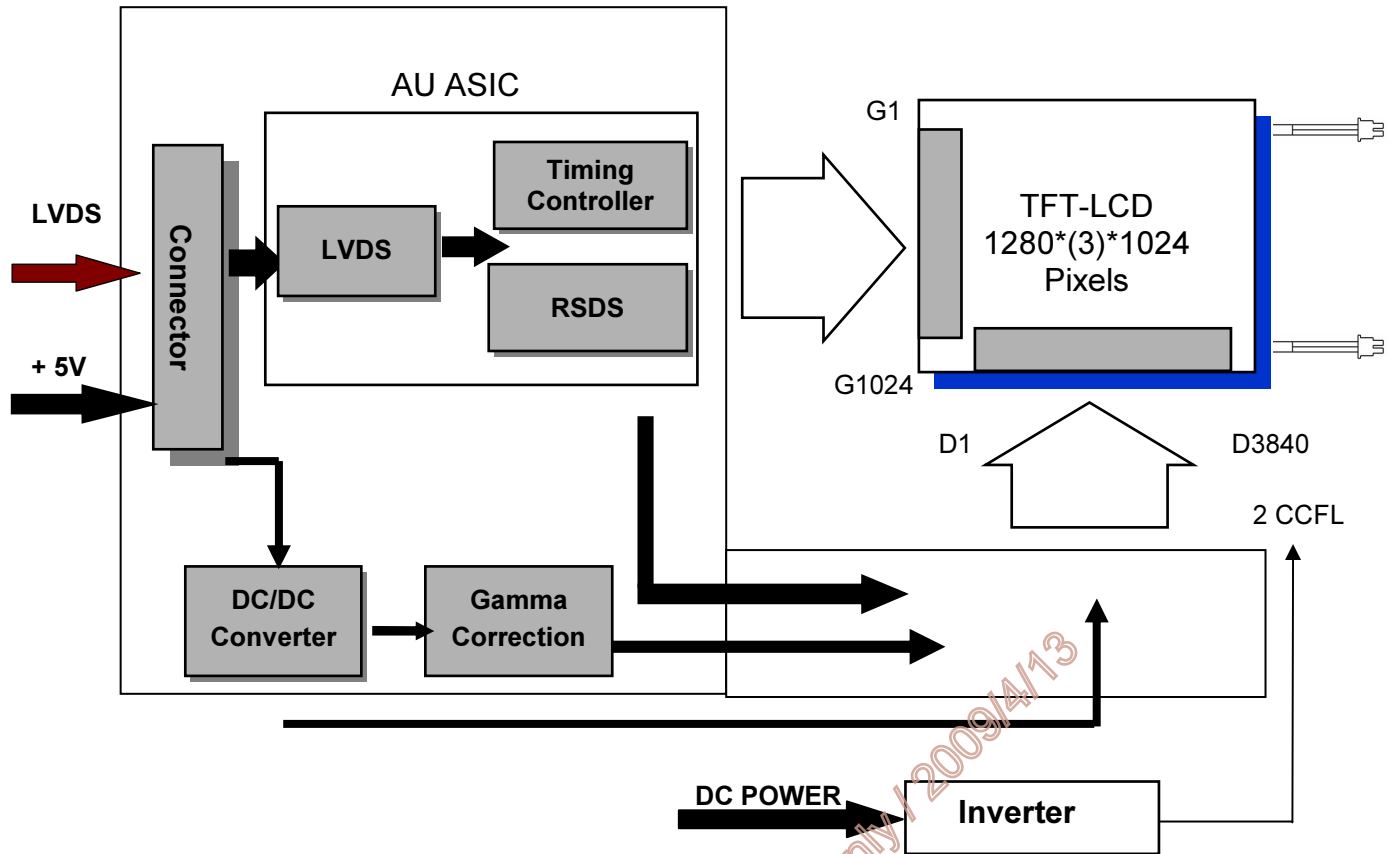 AU ASIC
G1
Timing
Controller
TFT-LCD
1280*(3)*1024
Pixels
LVDS
Connector
LVDS
RSDS
+ 5V
G1024
D1
D3840
2 CCFL
DC/DC
Converter
Gamma
Correction
DC POWER
Inverter
nly / 2009/4/13